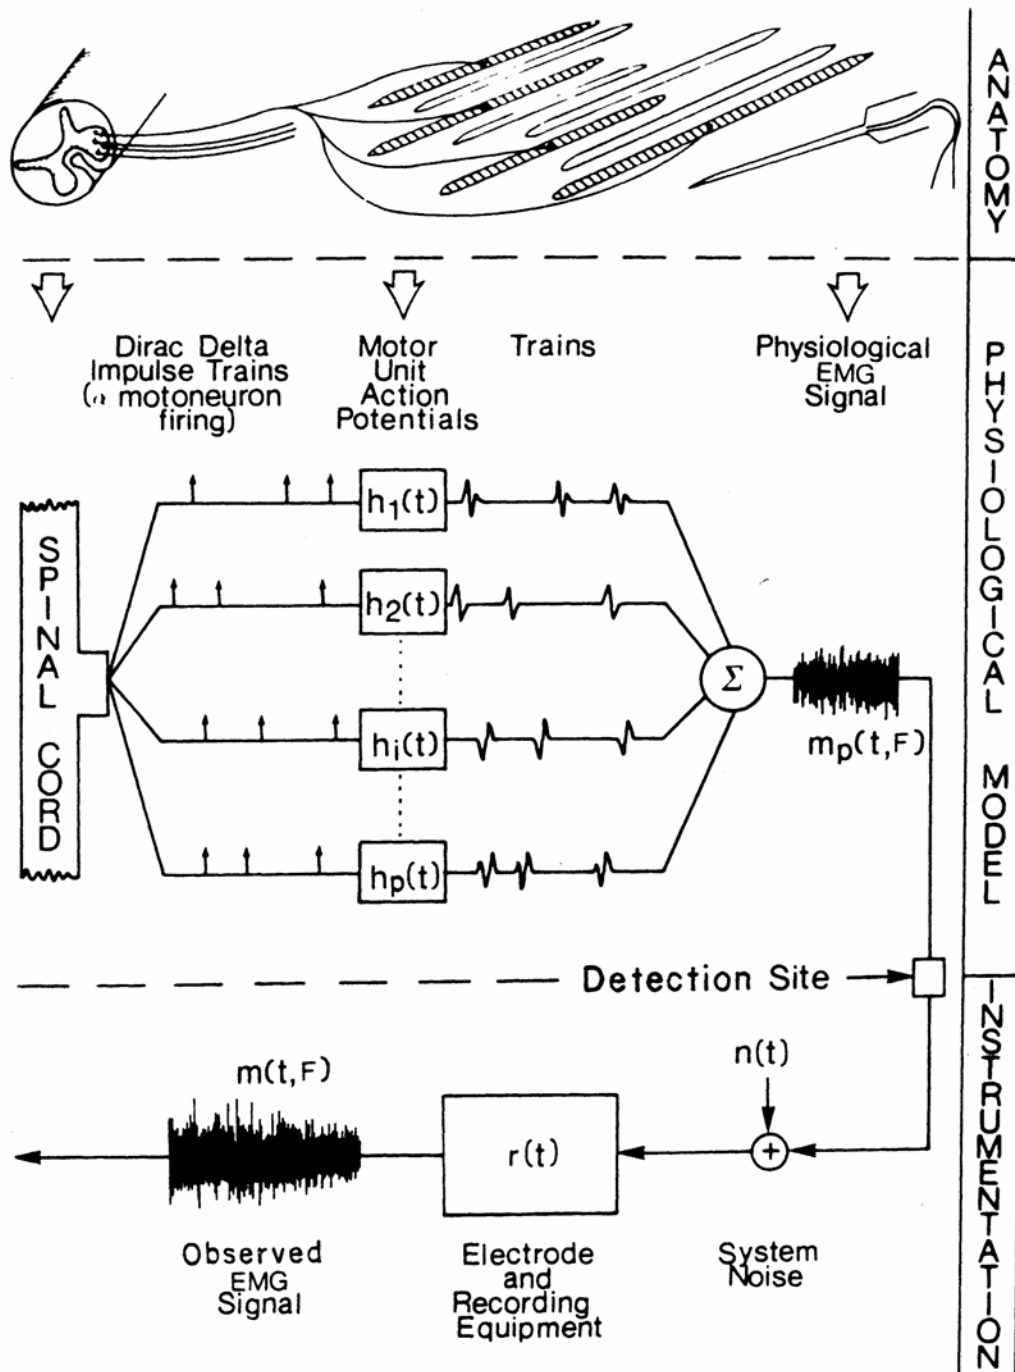 ANATOMY
Dirac Delta
Impulse Trains
(α motoneuron
firing)
Motor
Unit
Action
Potentials
Trains
Physiological
EMG
Signal
PHYSIOLOGICAL MODEL
SPINAL CORD
h1(t)
h2(t)
hi(t)
hp(t)
Σ
mp(t,F)
Detection Site
INSTRUMENTATION
m(t,F)
r(t)
n(t)
+
Observed
EMG
Signal
Electrode
and
Recording
Equipment
System
Noise